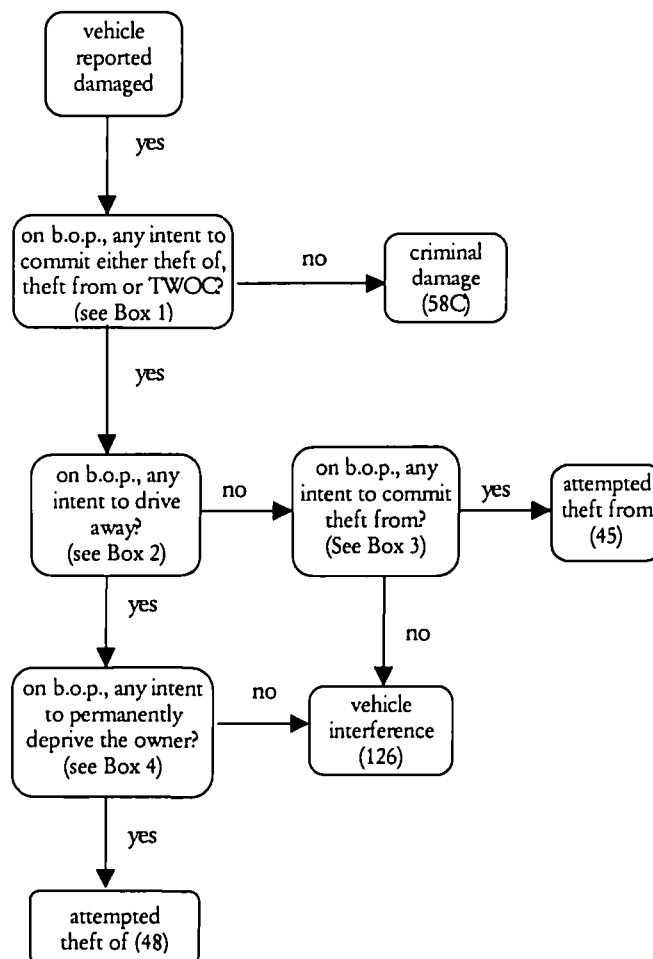 vehicle
reported
damaged
yes
on b.o.p., any intent to
commit either theft of,
theft from or TWOC?
(see Box 1)
no
criminal
damage
(58C)
yes
on b.o.p., any
intent to drive
away?
(see Box 2)
no
on b.o.p., any
intent to commit
theft from?
(See Box 3)
yes
attempted
theft from
(45)
yes
no
on b.o.p., any intent
to permanently
deprive the owner?
(see Box 4)
no
vehicle
interference
(126)
yes
attempted
theft of (48)